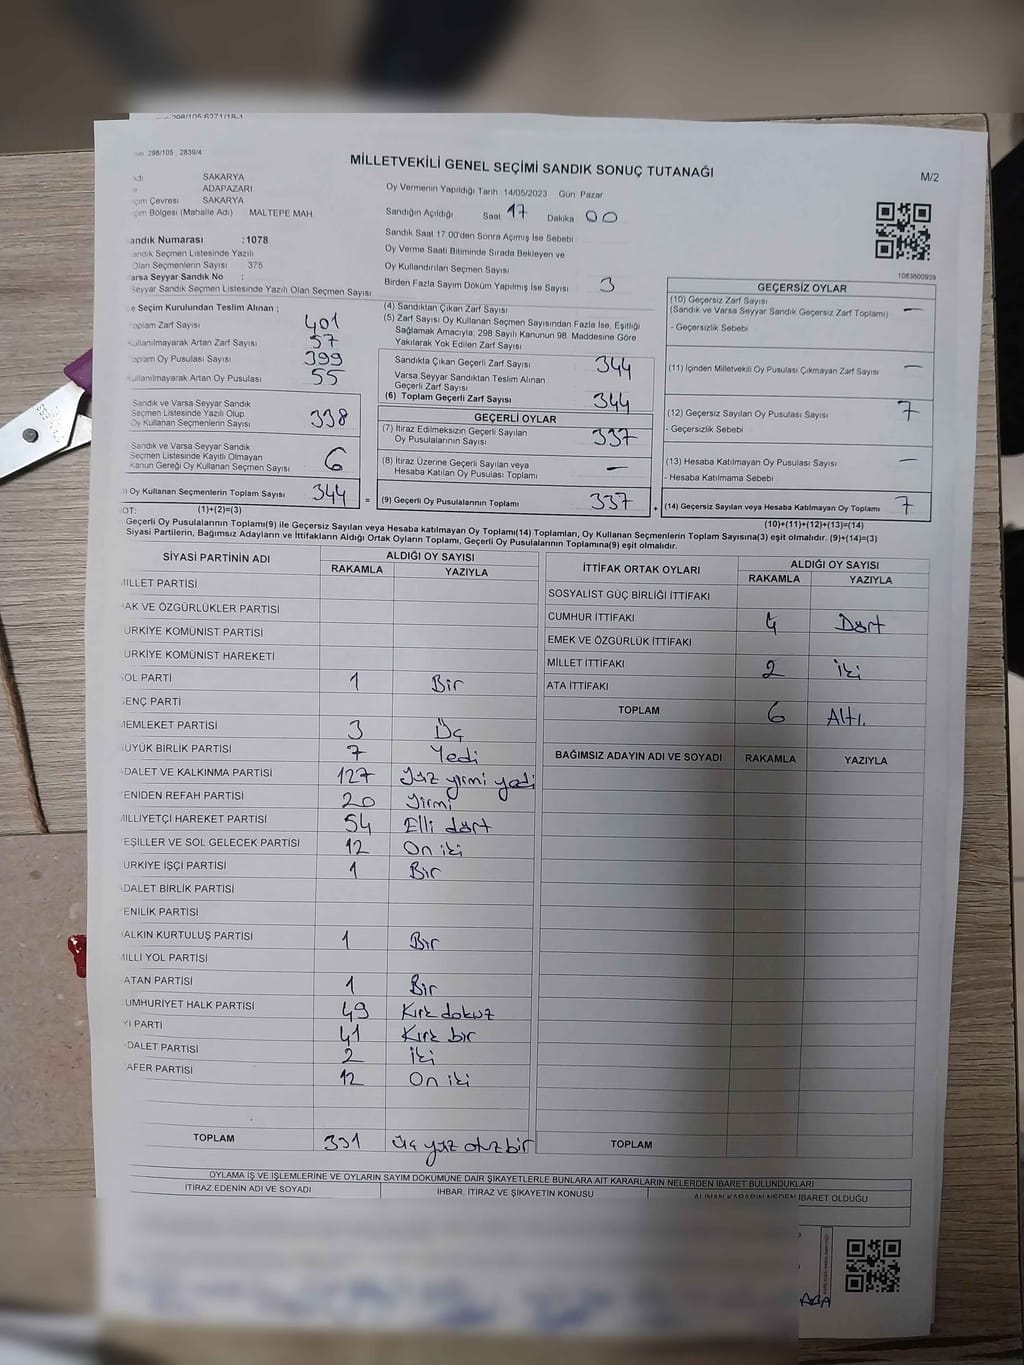 298/105 6271/18-1
298/105 , 2839/4
MİLLETVEKİLİ GENEL SEÇİMİ SANDIK SONUÇ TUTANAĞI
M/2
SAKARYA
ADAPAZARI
SAKARYA
Bölgesi (Mahalle Adı) MALTEPE MAH.
Oy Vermenin Yapıldığı Tarih 14/05/2023 Gün Pazar
Sandığın Açıldığı Saat 17 Dakika 00
Sandık Saat 17.00'den Sonra Açımış İse Sebebi
Oy Verme Saati Bitiminde Sırada Bekleyen ve
Oy Kullandırılan Seçmen Sayısı
Birden Fazla Sayım Döküm Yapılmış İse Sayısı 3
andık Numarası :1078
andık Seçmen Listesinde Yazılı
Olan Seçmenlerin Sayısı 375
Varsa Seyyar Sandık No :
Seyyar Sandık Seçmen Listesinde Yazılı Olan Seçmen Sayısı
1083600939
e Seçim Kurulundan Teslim Alınan ;
Toplam Zarf Sayısı 401
Kullanılmayarak Artan Zarf Sayısı 57
Toplam Oy Pusulası Sayısı 399
Kullanılmayarak Artan Oy Pusulası 55
Sandık ve Varsa Seyyar Sandık
Seçmen Listesinde Yazılı Olup
Oy Kullanan Seçmenlerin Sayısı 338
Sandık ve Varsa Seyyar Sandık
Seçmen Listesinde Kayıtlı Olmayan
Kanun Gereği Oy Kullanan Seçmen Sayısı 6
Oy Kullanan Seçmenlerin Toplam Sayısı 344 =
(1)+(2)=(3)
(4) Sandıktan Çıkan Zarf Sayısı
(5) Zarf Sayısı Oy Kullanan Seçmen Sayısından Fazla İse, Eşitliği
Sağlamak Amacıyla, 298 Sayılı Kanunun 98. Maddesine Göre
Yakılarak Yok Edilen Zarf Sayısı
Sandıkta Çıkan Geçerli Zarf Sayısı 344
Varsa Seyyar Sandıktan Teslim Alınan
Geçerli Zarf Sayısı
(6) Toplam Geçerli Zarf Sayısı 344
GEÇERLİ OYLAR
(7) İtiraz Edilmeksizin Geçerli Sayılan
Oy Pusulalarının Sayısı 337
(8) İtiraz Üzerine Geçerli Sayılan veya
Hesaba Katılan Oy Pusulası Toplamı —
(9) Geçerli Oy Pusulalarının Toplamı 337 +
GEÇERSİZ OYLAR
(10) Geçersiz Zarf Sayısı
(Sandık ve Varsa Seyyar Sandık Geçersiz Zarf Toplamı) —
- Geçersizlik Sebebi
(11) İçinden Milletvekili Oy Pusulası Çıkmayan Zarf Sayısı —
(12) Geçersiz Sayılan Oy Pusulası Sayısı 7
- Geçersizlik Sebebi
(13) Hesaba Katılmayan Oy Pusulası Sayısı —
- Hesaba Katılmama Sebebi
(14) Geçersiz Sayılan veya Hesaba Katılmayan Oy Toplamı 7
(10)+(11)+(12)+(13)=(14)
OT:
Geçerli Oy Pusulalarının Toplamı(9) ile Geçersiz Sayılan veya Hesaba katılmayan Oy Toplamı(14) Toplamları, Oy Kullanan Seçmenlerin Toplam Sayısına(3) eşit olmalıdır. (9)+(14)=(3)
Siyasi Partilerin, Bağımsız Adayların ve İttifakların Aldığı Ortak Oyların Toplamı, Geçerli Oy Pusulalarının Toplamına(9) eşit olmalıdır.
SİYASİ PARTİNİN ADI ALDIĞI OY SAYISI
RAKAMLA YAZIYLA
MİLLET PARTİSİ
AK VE ÖZGÜRLÜKLER PARTİSİ
ÜRKİYE KOMÜNİST PARTİSİ
ÜRKİYE KOMÜNİST HAREKETİ
SOL PARTİ 1 Bir
GENÇ PARTİ
MEMLEKET PARTİSİ 3 Üç
BÜYÜK BİRLİK PARTİSİ 7 Yedi
ADALET VE KALKINMA PARTİSİ 127 Yüz yirmi yedi
YENİDEN REFAH PARTİSİ 20 Yirmi
MİLLİYETÇİ HAREKET PARTİSİ 54 Elli dört
YEŞİLLER VE SOL GELECEK PARTİSİ 12 On iki
ÜRKİYE İŞÇİ PARTİSİ 1 Bir
ADALET BİRLİK PARTİSİ
YENİLİK PARTİSİ
HALKIN KURTULUŞ PARTİSİ 1 Bir
MİLLİ YOL PARTİSİ
VATAN PARTİSİ 1 Bir
CUMHURİYET HALK PARTİSİ 49 Kırk dokuz
İYİ PARTİ 41 Kırk bir
ADALET PARTİSİ 2 İki
ZAFER PARTİSİ 12 On iki
TOPLAM 331 üç yüz otuz bir
İTTİFAK ORTAK OYLARI ALDIĞI OY SAYISI
RAKAMLA YAZIYLA
SOSYALİST GÜÇ BİRLİĞİ İTTİFAKI
CUMHUR İTTİFAKI 4 Dört
EMEK VE ÖZGÜRLÜK İTTİFAKI
MİLLET İTTİFAKI 2 İki
ATA İTTİFAKI
TOPLAM 6 Altı.
BAĞIMSIZ ADAYIN ADI VE SOYADI RAKAMLA YAZIYLA
TOPLAM
OYLAMA İŞ VE İŞLEMLERİNE VE OYLARIN SAYIM DÖKÜMÜNE DAİR ŞİKAYETLERLE BUNLARA AİT KARARLARIN NELERDEN İBARET BULUNDUKLARI
İTİRAZ EDENİN ADI VE SOYADI İHBAR, İTİRAZ VE ŞİKAYETİN KONUSU ALINAN KARARIN NEDEN İBARET OLDUĞU